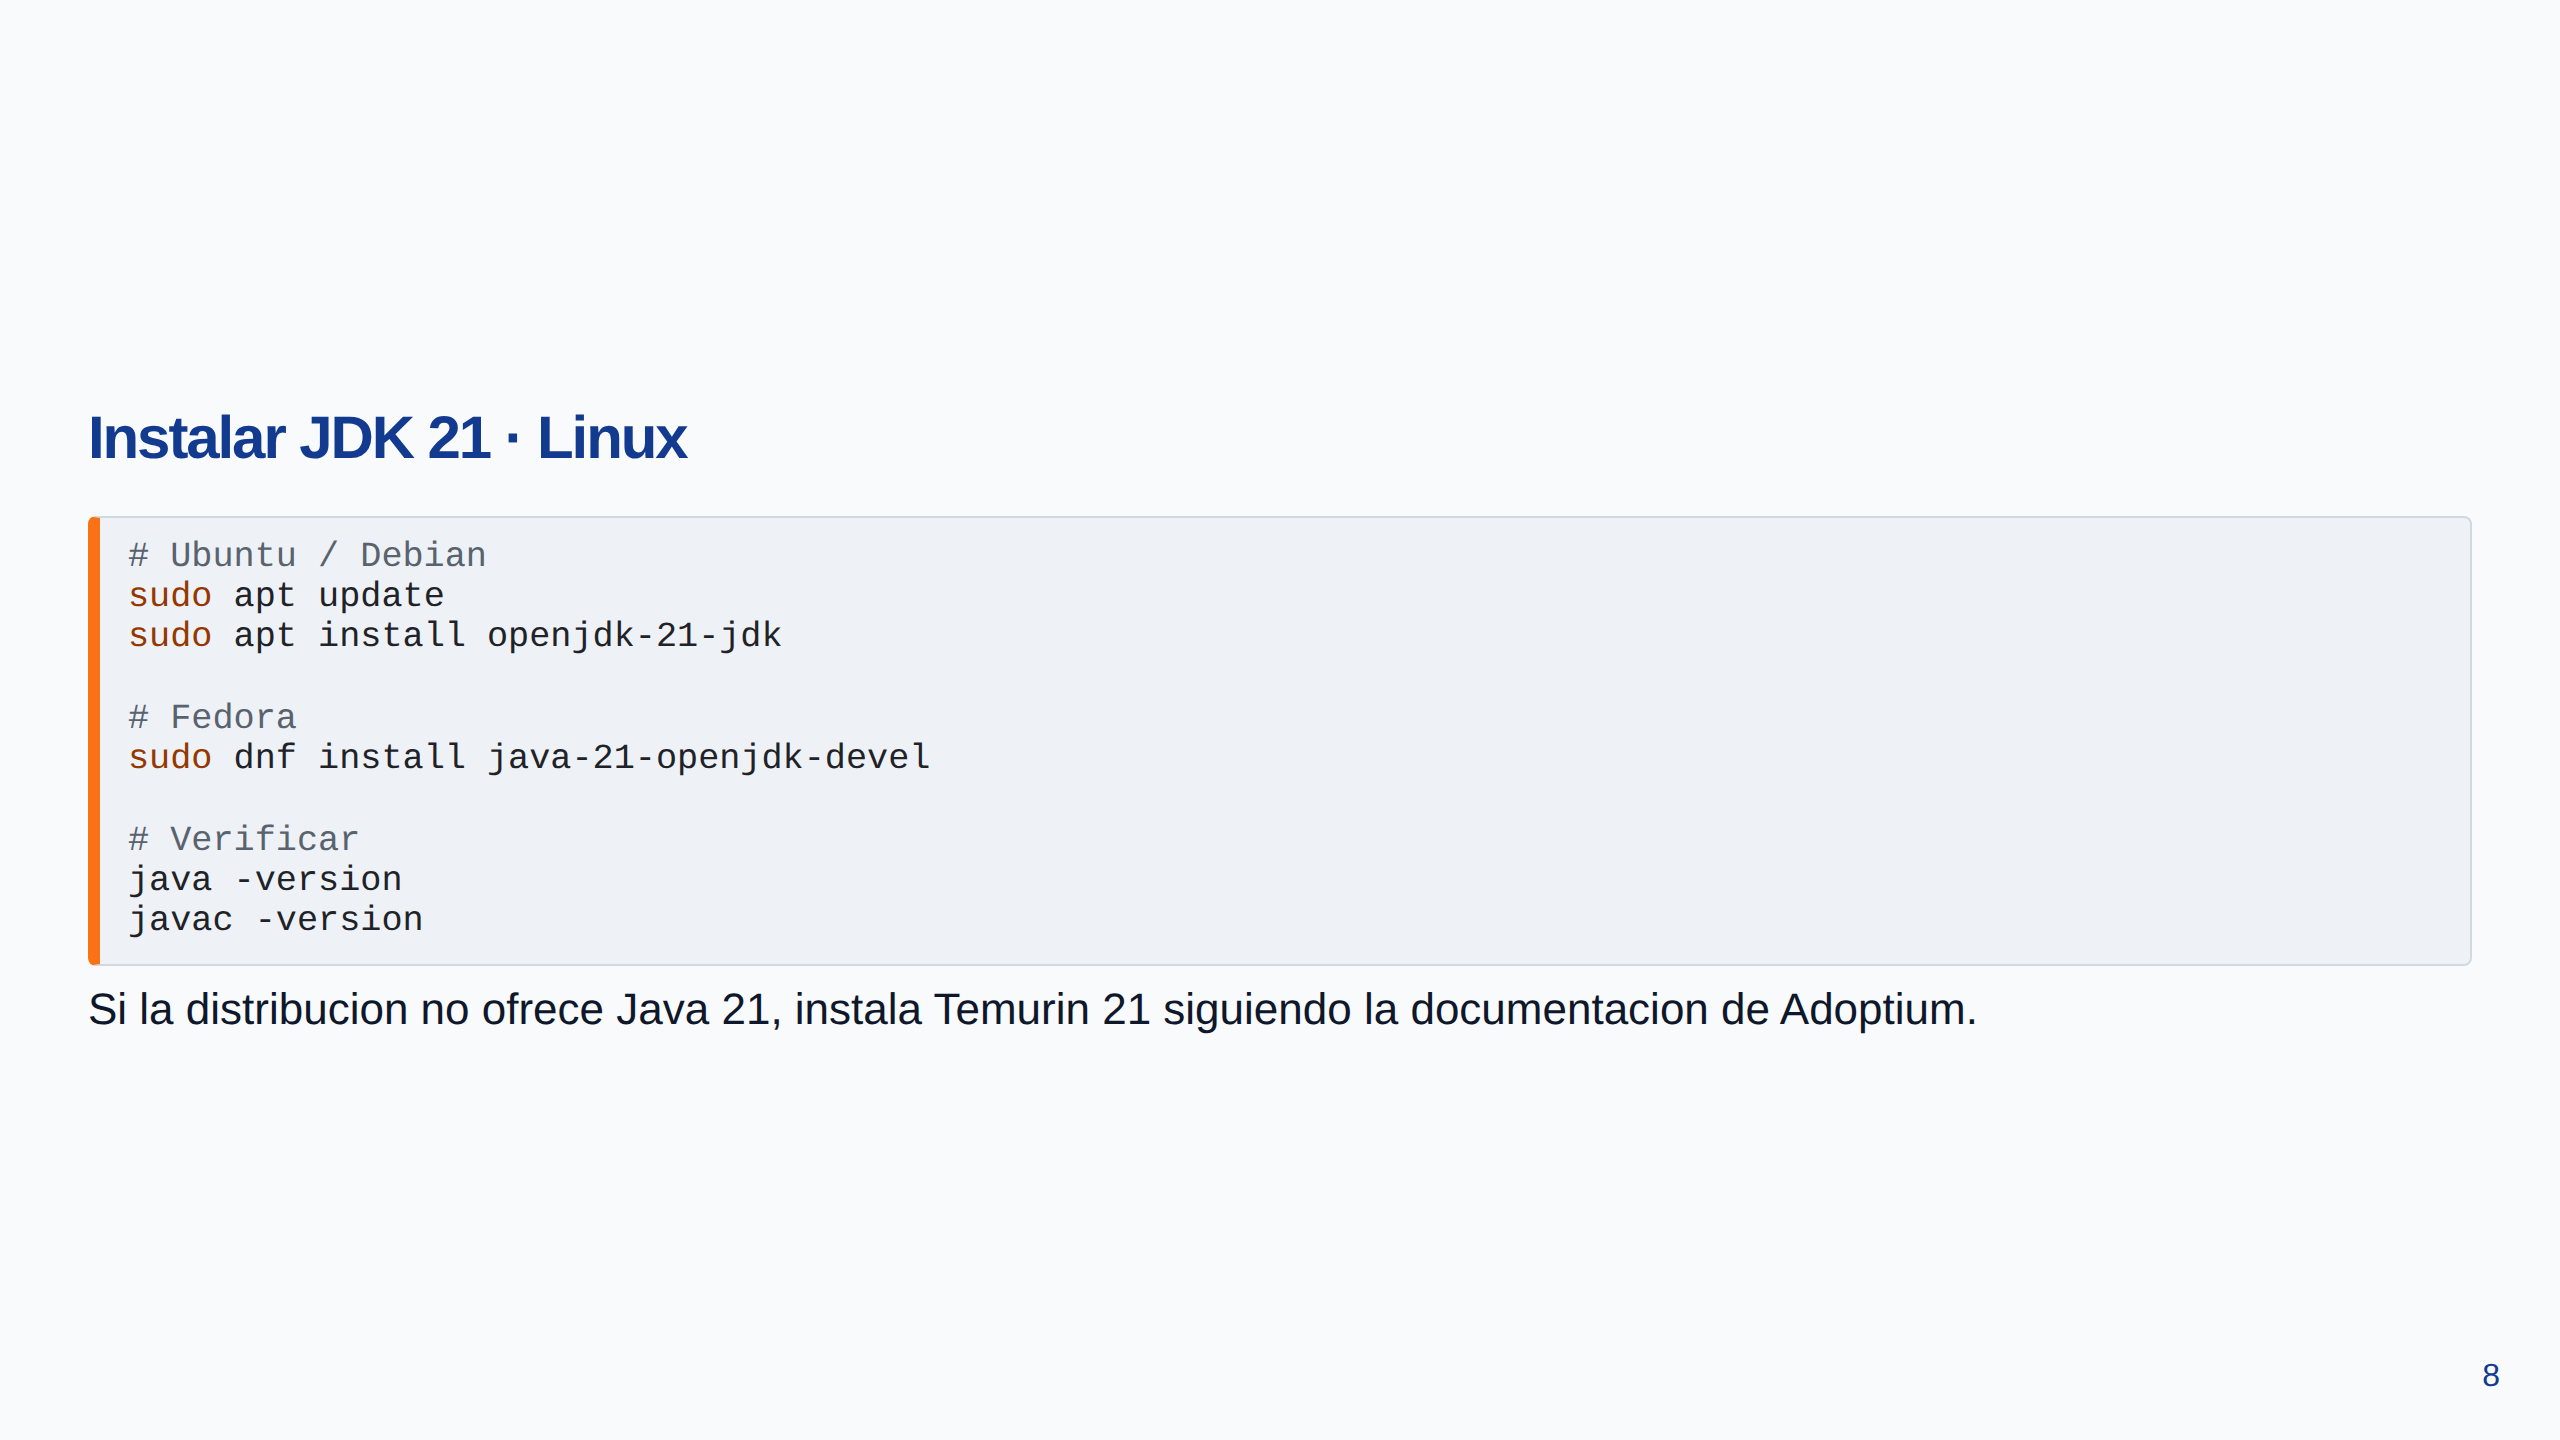 Instalar JDK 21 · Linux
# Ubuntu / Debian
sudo apt update
sudo apt install openjdk-21-jdk
# Fedora
sudo dnf install java-21-openjdk-devel
# Verificar
java -version
javac -version
Si la distribucion no ofrece Java 21, instala Temurin 21 siguiendo la documentacion de Adoptium.
8